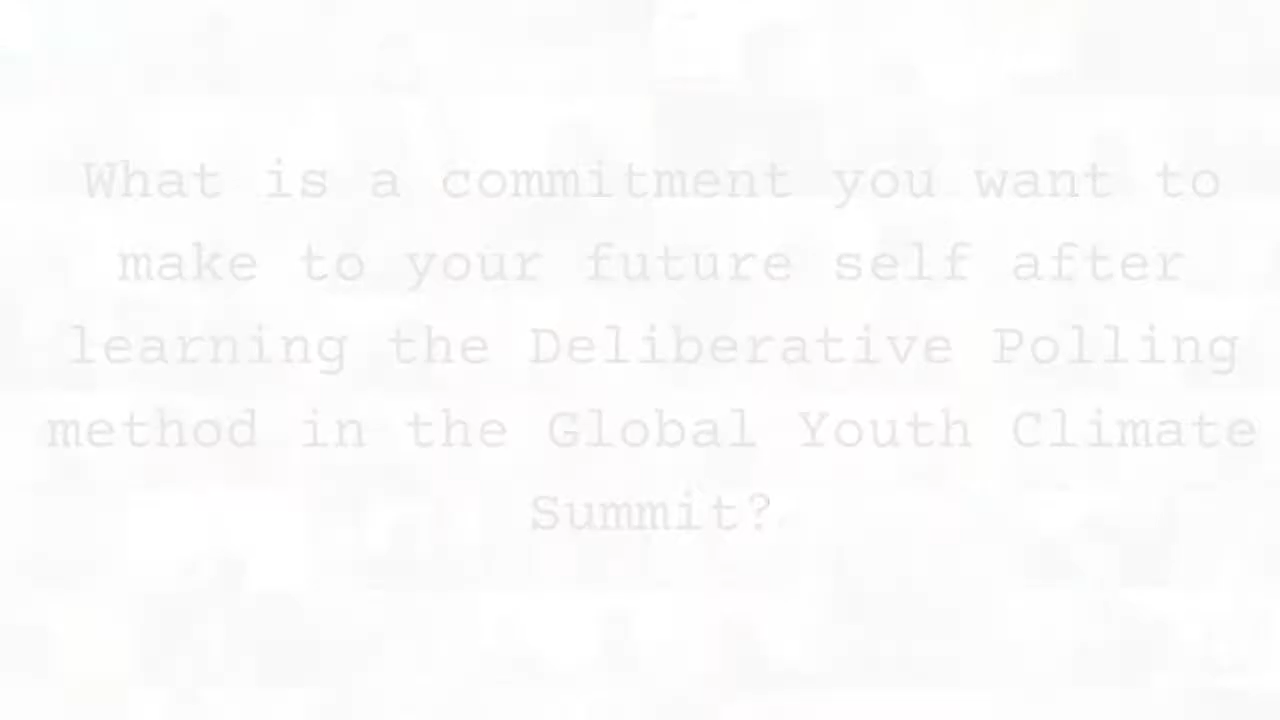 What is a commitment you want to
make to your future self after
learning the Deliberative Polling
method in the Global Youth Climate
Summit?